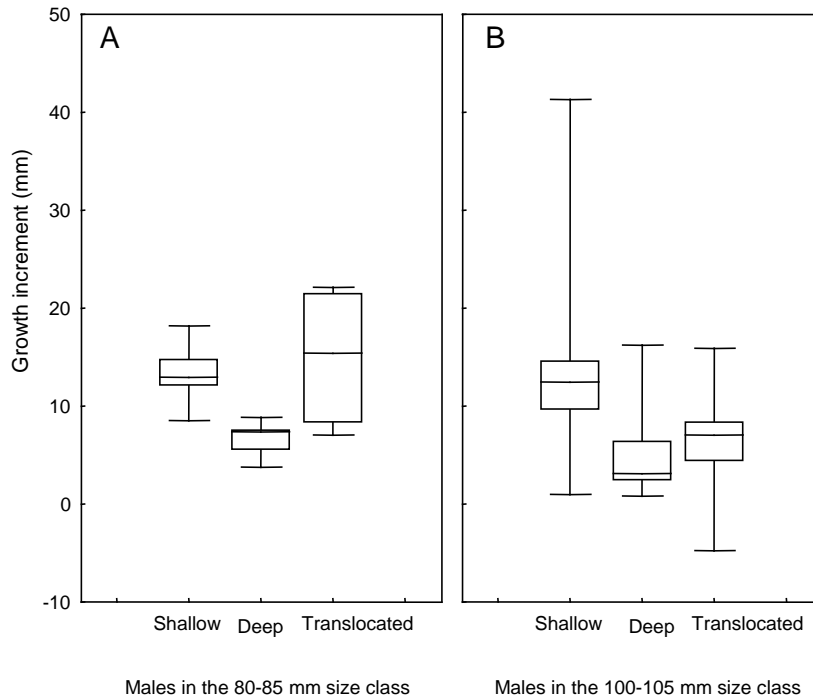 A
B
50
40
30
20
10
0
-10
Growth increment (mm)
Shallow Deep Translocated
Shallow Deep Translocated
Males in the 80-85 mm size class
Males in the 100-105 mm size class